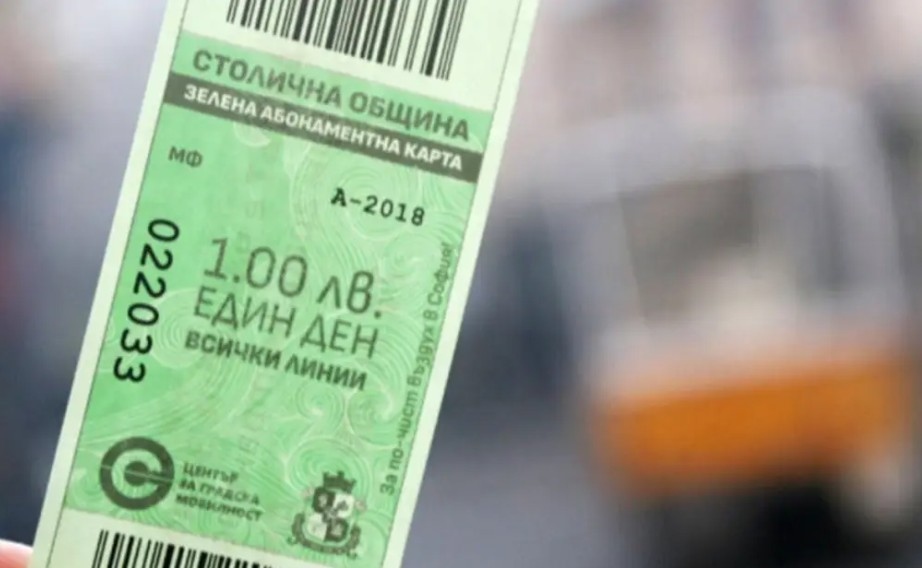 СТОЛИЧНА ОБЩИНА
ЗЕЛЕНА АБОНАМЕНТНА КАРТА
МФ
А-2018
022033
1.00 лв.
ЕДИН ДЕН
ВСИЧКИ ЛИНИИ
За по-чист въздух в София!
ЦЕНТЪР
ЗА ГРАДСКА
МОБИЛНОСТ